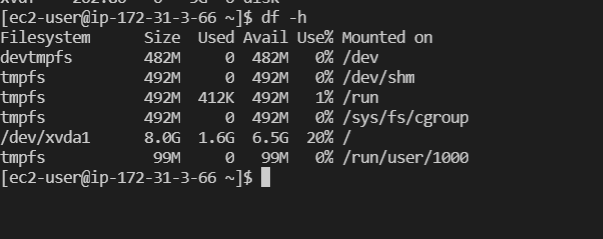 [ec2-user@ip-172-31-3-66 ~]$ df -h
Filesystem      Size  Used Avail Use% Mounted on
devtmpfs        482M     0  482M   0% /dev
tmpfs           492M     0  492M   0% /dev/shm
tmpfs           492M  412K  492M   1% /run
tmpfs           492M     0  492M   0% /sys/fs/cgroup
/dev/xvda1      8.0G  1.6G  6.5G  20% /
tmpfs            99M     0   99M   0% /run/user/1000
[ec2-user@ip-172-31-3-66 ~]$